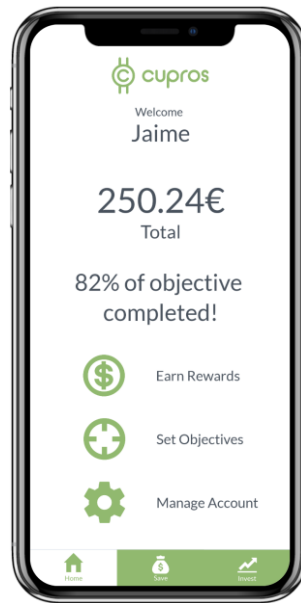 cupros
Welcome
Jaime
250.24€
Total
82% of objective
completed!
Earn Rewards
Set Objectives
Manage Account
Home
Save
Invest